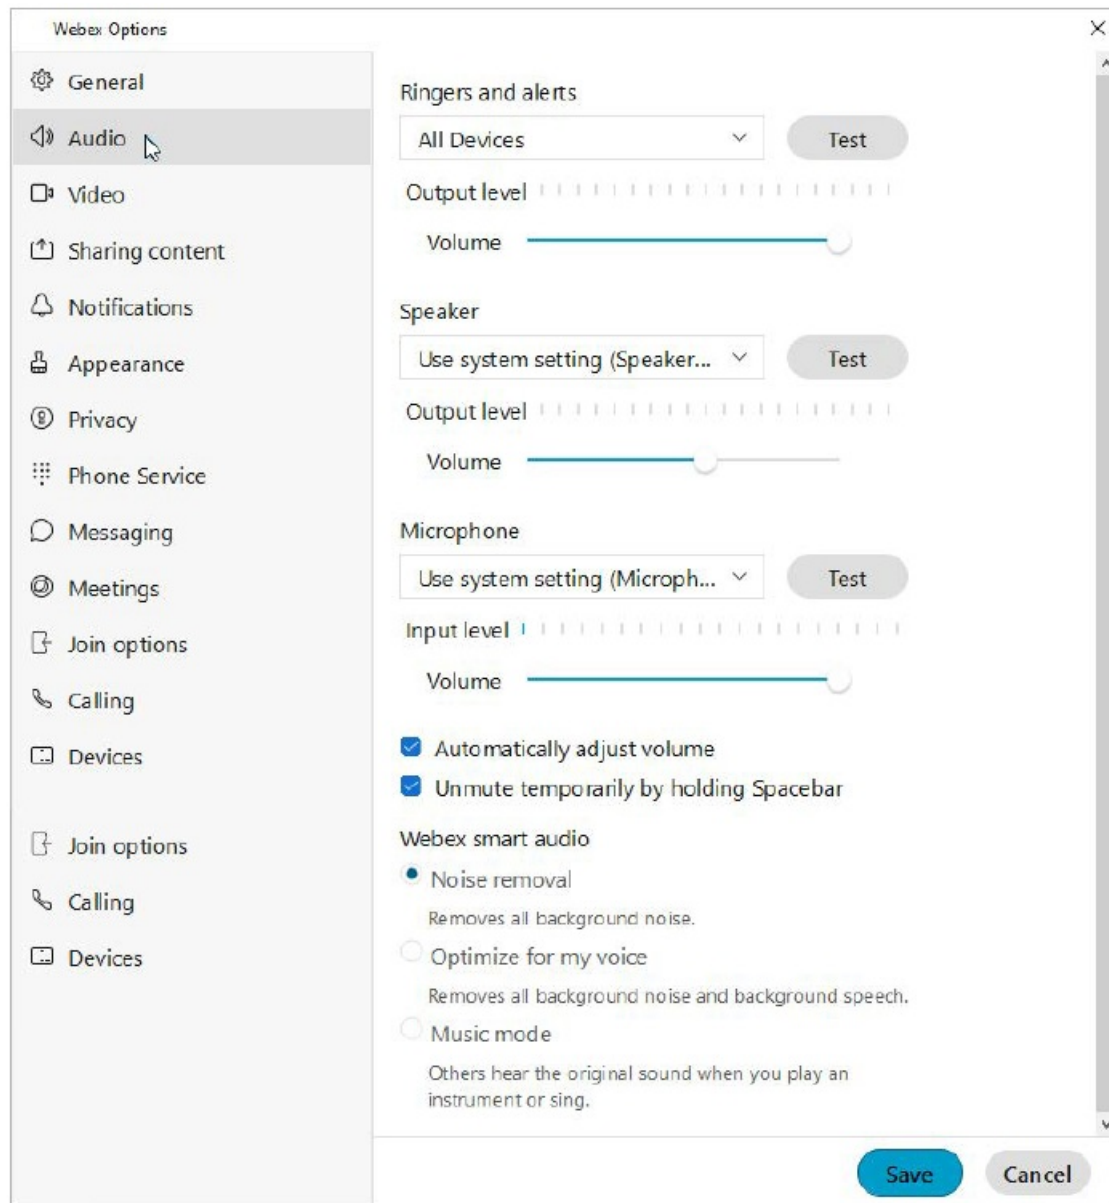 Webex Options
General
Audio
Video
Sharing content
Notifications
Appearance
Privacy
Phone Service
Messaging
Meetings
Join options
Calling
Devices
Join options
Calling
Devices
Ringers and alerts
All Devices
Test
Output level
Volume
Speaker
Use system setting (Speaker...
Test
Output level
Volume
Microphone
Use system setting (Microph...
Test
Input level
Volume
Automatically adjust volume
Unmute temporarily by holding Spacebar
Webex smart audio
Noise removal
Removes all background noise.
Optimize for my voice
Removes all background noise and background speech.
Music mode
Others hear the original sound when you play an
instrument or sing.
Save
Cancel